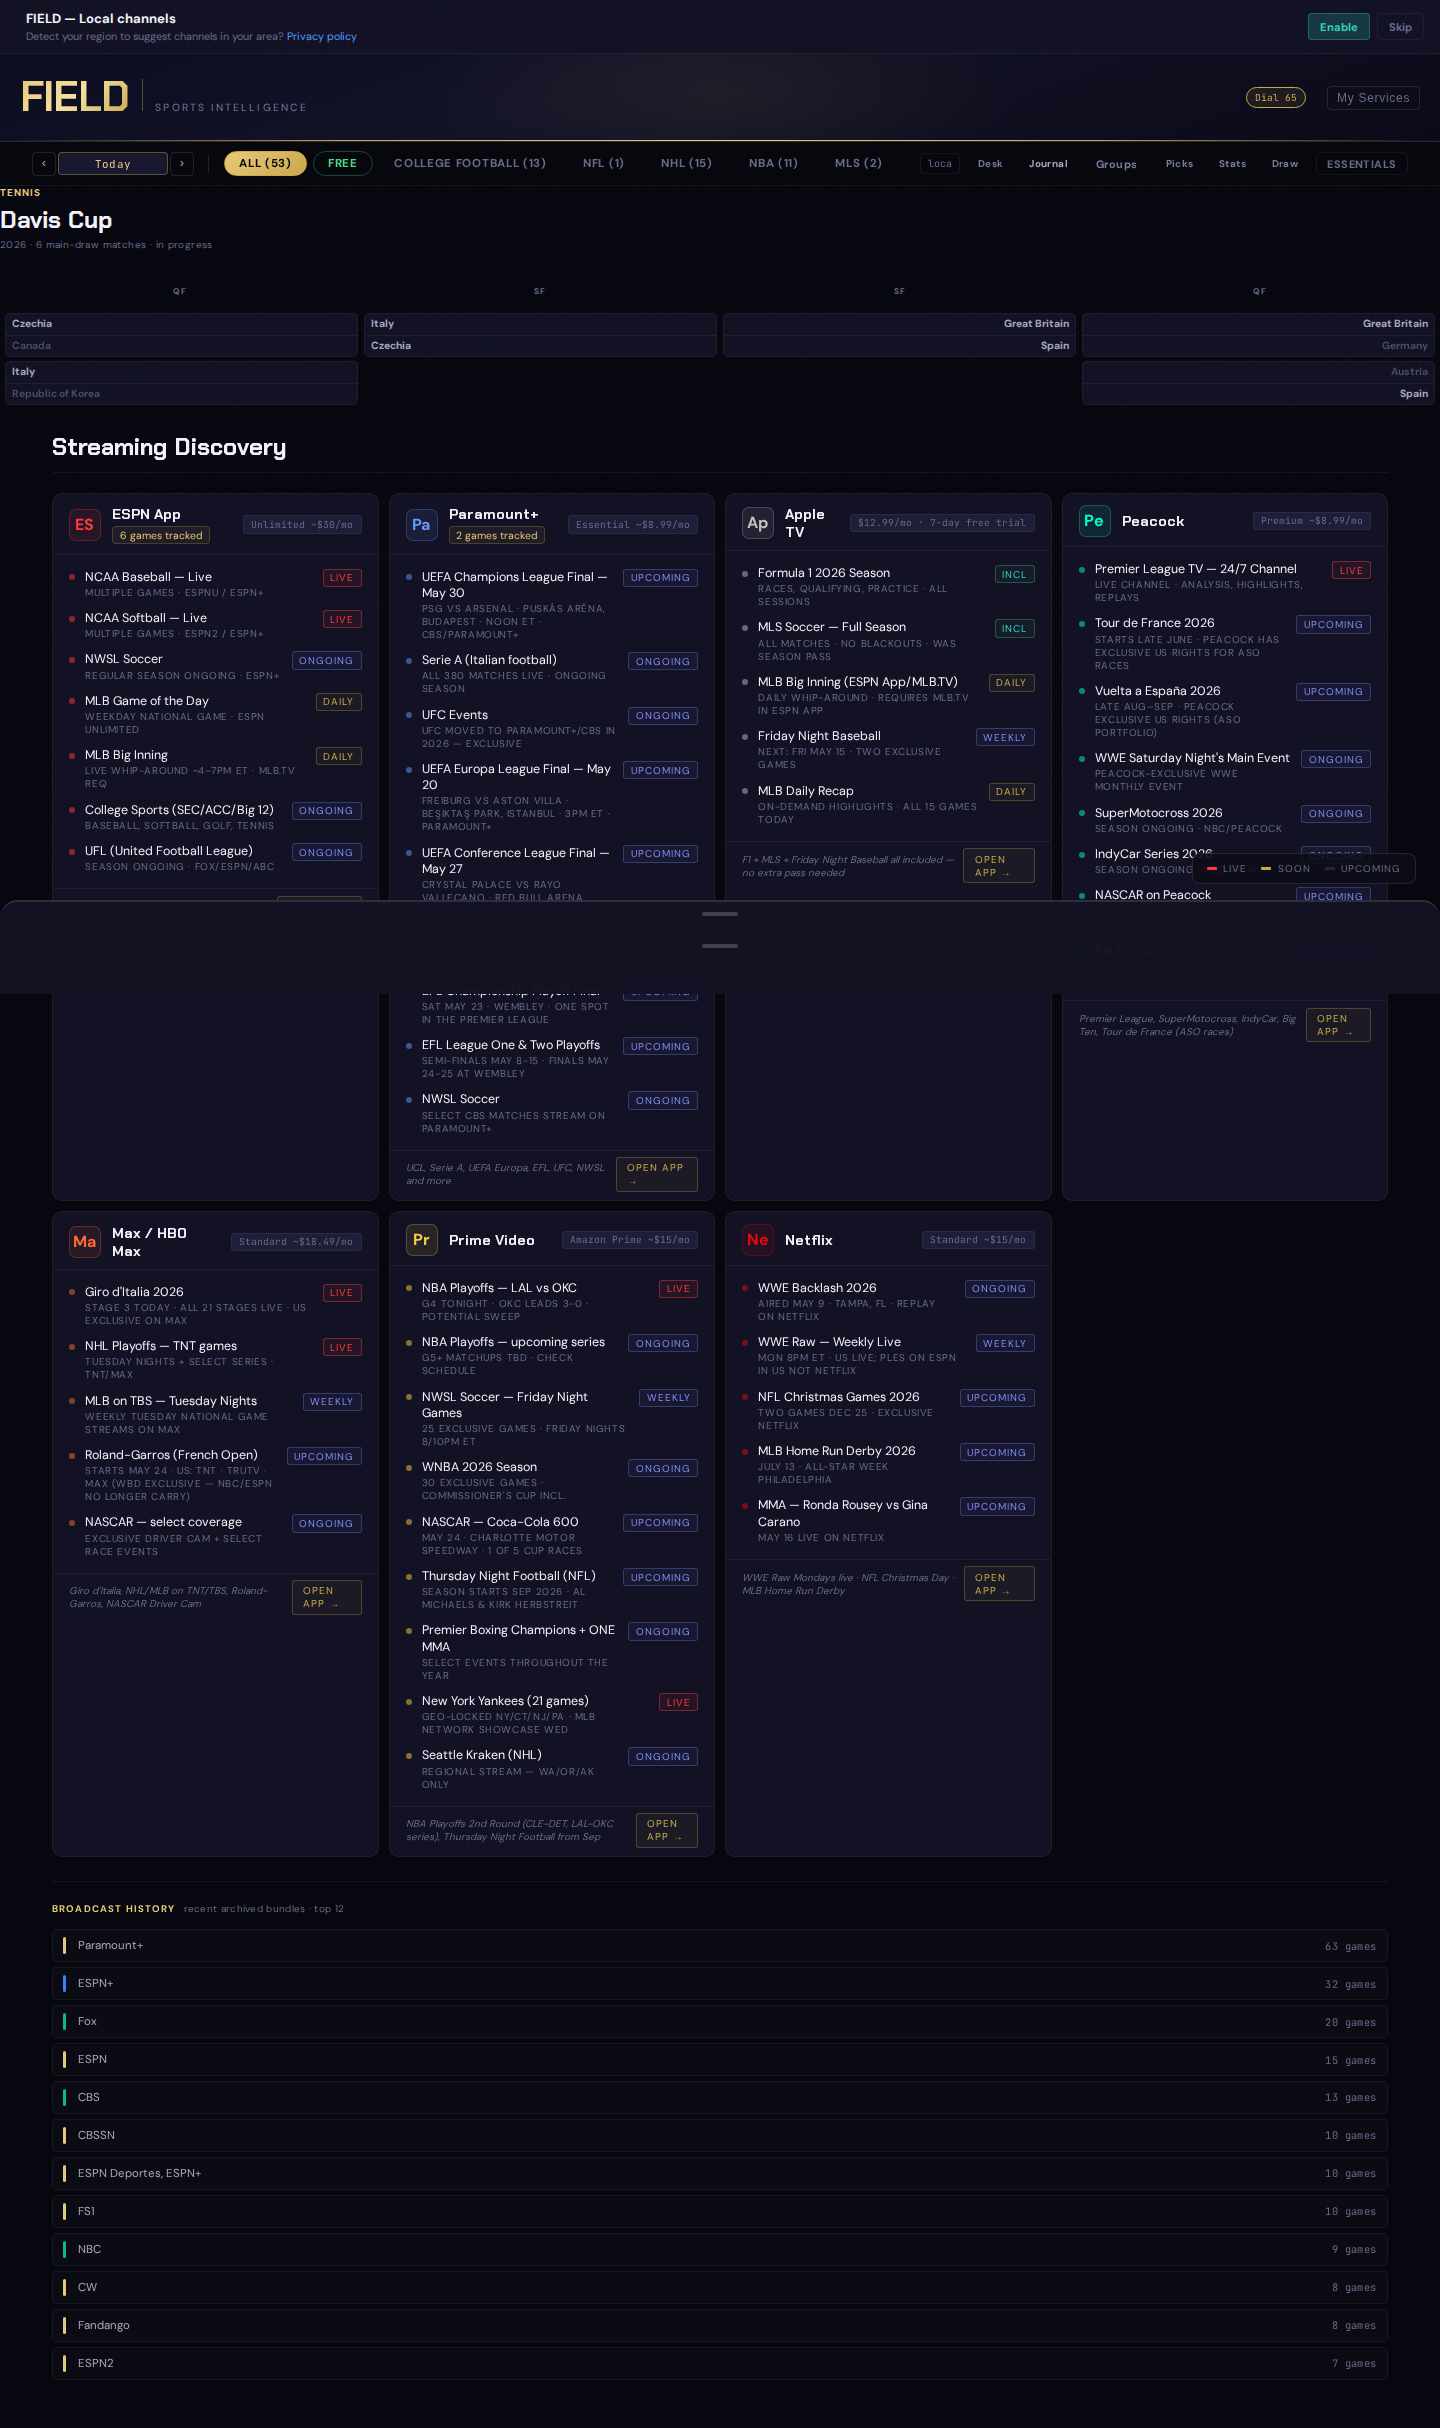 FIELD — Local channels
Detect your region to suggest channels in your area? Privacy policy
Enable
Skip
FIELD
SPORTS INTELLIGENCE
Dial 65
My Services
‹
Today
›
ALL (53)
FREE
COLLEGE FOOTBALL (13)
NFL (1)
NHL (15)
NBA (11)
MLS (2)
loca
Desk
Journal
Groups
Picks
Stats
Draw
ESSENTIALS
TENNIS
Davis Cup
2026 · 6 main-draw matches · in progress
QF
SF
SF
QF
Czechia
Canada
Italy
Republic of Korea
Italy
Czechia
Great Britain
Spain
Great Britain
Germany
Austria
Spain
Streaming Discovery
ES
ESPN App
6 games tracked
Unlimited ~$30/mo
NCAA Baseball — Live
LIVE
MULTIPLE GAMES · ESPNU / ESPN+
NCAA Softball — Live
LIVE
MULTIPLE GAMES · ESPN2 / ESPN+
NWSL Soccer
ONGOING
REGULAR SEASON ONGOING · ESPN+
MLB Game of the Day
DAILY
WEEKDAY NATIONAL GAME · ESPN
UNLIMITED
MLB Big Inning
DAILY
LIVE WHIP-AROUND ~4–7PM ET · MLB.TV
REQ
College Sports (SEC/ACC/Big 12)
ONGOING
BASEBALL, SOFTBALL, GOLF, TENNIS
UFL (United Football League)
ONGOING
SEASON ONGOING · FOX/ESPN/ABC
Pa
Paramount+
2 games tracked
Essential ~$8.99/mo
UEFA Champions League Final —
May 30
UPCOMING
PSG VS ARSENAL · PUSKÁS ARÉNA,
BUDAPEST · NOON ET ·
CBS/PARAMOUNT+
Serie A (Italian football)
ONGOING
ALL 380 MATCHES LIVE · ONGOING
SEASON
UFC Events
ONGOING
UFC MOVED TO PARAMOUNT+/CBS IN
2026 — EXCLUSIVE
UEFA Europa League Final — May
20
UPCOMING
FREIBURG VS ASTON VILLA ·
BEŞIKTAŞ PARK, ISTANBUL · 3PM ET ·
PARAMOUNT+
UEFA Conference League Final —
May 27
UPCOMING
CRYSTAL PALACE VS RAYO
VALLECANO · RED BULL ARENA
EFL Championship Playoff Final
UPCOMING
SAT MAY 23 · WEMBLEY · ONE SPOT
IN THE PREMIER LEAGUE
EFL League One & Two Playoffs
UPCOMING
SEMI-FINALS MAY 8-15 · FINALS MAY
24-25 AT WEMBLEY
NWSL Soccer
ONGOING
SELECT CBS MATCHES STREAM ON
PARAMOUNT+
UCL, Serie A, UEFA Europa, EFL, UFC, NWSL
and more
OPEN APP
→
Ap
Apple
TV
$12.99/mo · 7-day free trial
Formula 1 2026 Season
INCL
RACES, QUALIFYING, PRACTICE · ALL
SESSIONS
MLS Soccer — Full Season
INCL
ALL MATCHES · NO BLACKOUTS · WAS
SEASON PASS
MLB Big Inning (ESPN App/MLB.TV)
DAILY
DAILY WHIP-AROUND · REQUIRES MLB.TV
IN ESPN APP
Friday Night Baseball
WEEKLY
NEXT: FRI MAY 15 · TWO EXCLUSIVE
GAMES
MLB Daily Recap
DAILY
ON-DEMAND HIGHLIGHTS · ALL 15 GAMES
TODAY
F1 + MLS + Friday Night Baseball all included —
no extra pass needed
OPEN
APP →
Pe
Peacock
Premium ~$8.99/mo
Premier League TV — 24/7 Channel
LIVE
LIVE CHANNEL · ANALYSIS, HIGHLIGHTS,
REPLAYS
Tour de France 2026
UPCOMING
STARTS LATE JUNE · PEACOCK HAS
EXCLUSIVE US RIGHTS FOR ASO
RACES
Vuelta a España 2026
UPCOMING
LATE AUG–SEP · PEACOCK
EXCLUSIVE US RIGHTS (ASO
PORTFOLIO)
WWE Saturday Night's Main Event
ONGOING
PEACOCK-EXCLUSIVE WWE
MONTHLY EVENT
SuperMotocross 2026
ONGOING
SEASON ONGOING · NBC/PEACOCK
IndyCar Series 2026
ONGOING
SEASON ONGOING
LIVE
SOON
UPCOMING
NASCAR on Peacock
UPCOMING
Premier League, SuperMotocross, IndyCar, Big
Ten, Tour de France (ASO races)
OPEN
APP →
Ma
Max / HBO
Max
Standard ~$18.49/mo
Giro d'Italia 2026
LIVE
STAGE 3 TODAY · ALL 21 STAGES LIVE · US
EXCLUSIVE ON MAX
NHL Playoffs — TNT games
LIVE
TUESDAY NIGHTS + SELECT SERIES ·
TNT/MAX
MLB on TBS — Tuesday Nights
WEEKLY
WEEKLY TUESDAY NATIONAL GAME
STREAMS ON MAX
Roland-Garros (French Open)
UPCOMING
STARTS MAY 24 · US: TNT · TRUTV ·
MAX (WBD EXCLUSIVE — NBC/ESPN
NO LONGER CARRY)
NASCAR — select coverage
ONGOING
EXCLUSIVE DRIVER CAM + SELECT
RACE EVENTS
Giro d'Italia, NHL/MLB on TNT/TBS, Roland-
Garros, NASCAR Driver Cam
OPEN
APP →
Pr
Prime Video
Amazon Prime ~$15/mo
NBA Playoffs — LAL vs OKC
LIVE
G4 TONIGHT · OKC LEADS 3-0 ·
POTENTIAL SWEEP
NBA Playoffs — upcoming series
ONGOING
G5+ MATCHUPS TBD · CHECK
SCHEDULE
NWSL Soccer — Friday Night
Games
WEEKLY
25 EXCLUSIVE GAMES · FRIDAY NIGHTS
8/10PM ET
WNBA 2026 Season
ONGOING
30 EXCLUSIVE GAMES ·
COMMISSIONER'S CUP INCL.
NASCAR — Coca-Cola 600
UPCOMING
MAY 24 · CHARLOTTE MOTOR
SPEEDWAY · 1 OF 5 CUP RACES
Thursday Night Football (NFL)
UPCOMING
SEASON STARTS SEP 2026 · AL
MICHAELS & KIRK HERBSTREIT
Premier Boxing Champions + ONE
MMA
ONGOING
SELECT EVENTS THROUGHOUT THE
YEAR
New York Yankees (21 games)
LIVE
GEO-LOCKED NY/CT/NJ/PA · MLB
NETWORK SHOWCASE WED
Seattle Kraken (NHL)
ONGOING
REGIONAL STREAM — WA/OR/AK
ONLY
NBA Playoffs 2nd Round (CLE-DET, LAL-OKC
series), Thursday Night Football from Sep
OPEN
APP →
Ne
Netflix
Standard ~$15/mo
WWE Backlash 2026
ONGOING
AIRED MAY 9 · TAMPA, FL · REPLAY
ON NETFLIX
WWE Raw — Weekly Live
WEEKLY
MON 8PM ET · US LIVE; PLES ON ESPN
IN US NOT NETFLIX
NFL Christmas Games 2026
UPCOMING
TWO GAMES DEC 25 · EXCLUSIVE
NETFLIX
MLB Home Run Derby 2026
UPCOMING
JULY 13 · ALL-STAR WEEK
PHILADELPHIA
MMA — Ronda Rousey vs Gina
Carano
UPCOMING
MAY 16 LIVE ON NETFLIX
WWE Raw Mondays live · NFL Christmas Day ·
MLB Home Run Derby
OPEN
APP →
BROADCAST HISTORY recent archived bundles · top 12
Paramount+ 63 games
ESPN+ 32 games
Fox 20 games
ESPN 15 games
CBS 13 games
CBSSN 10 games
ESPN Deportes, ESPN+ 10 games
FS1 10 games
NBC 9 games
CW 8 games
Fandango 8 games
ESPN2 7 games